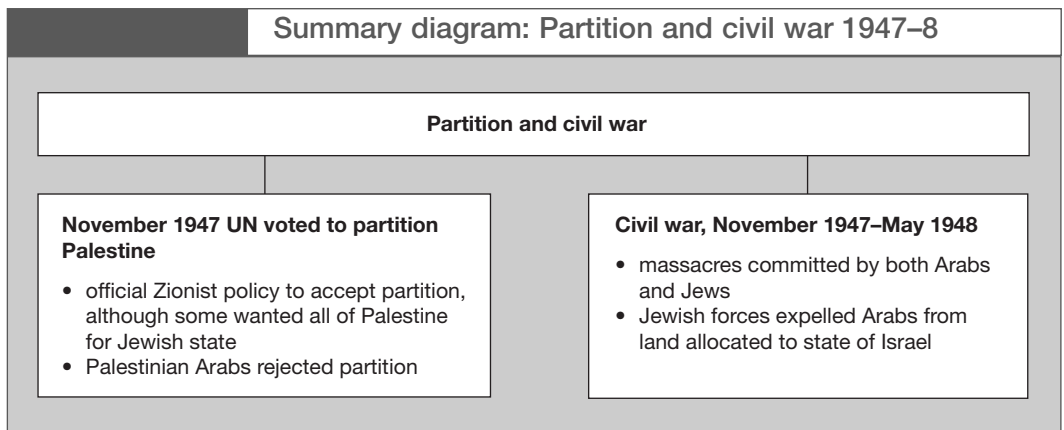 Summary diagram: Partition and civil war 1947–8
Partition and civil war
November 1947 UN voted to partition
Palestine
• official Zionist policy to accept partition,
although some wanted all of Palestine
for Jewish state
• Palestinian Arabs rejected partition
Civil war, November 1947–May 1948
• massacres committed by both Arabs
and Jews
• Jewish forces expelled Arabs from
land allocated to state of Israel